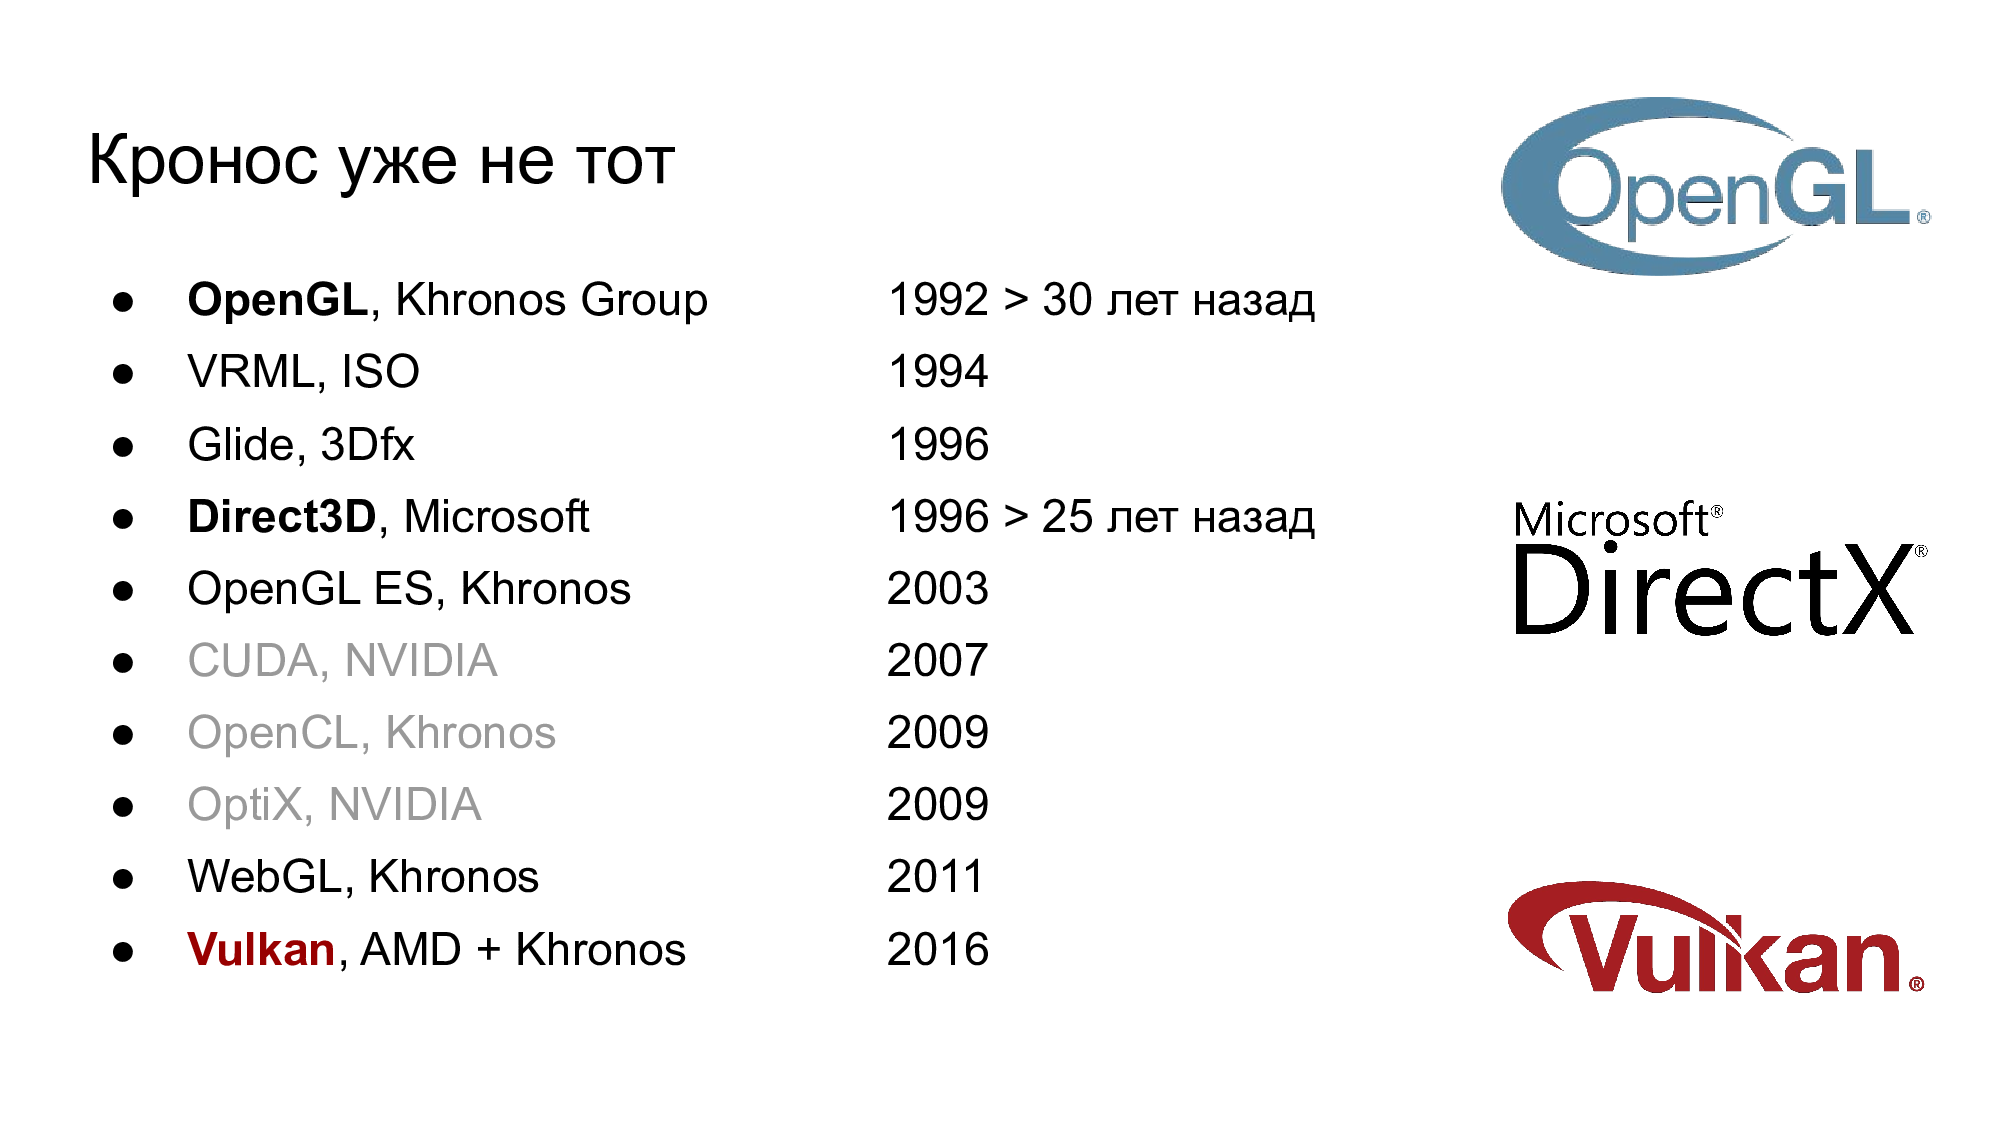 Кронос уже не тот
● OpenGL, Khronos Group 1992 > 30 лет назад
● VRML, ISO 1994
● Glide, 3Dfx 1996
● Direct3D, Microsoft 1996 > 25 лет назад
● OpenGL ES, Khronos 2003
● CUDA, NVIDIA 2007
● OpenCL, Khronos 2009
● OptiX, NVIDIA 2009
● WebGL, Khronos 2011
● Vulkan, AMD + Khronos 2016
OpenGL®
Microsoft®
DirectX®
Vulkan®